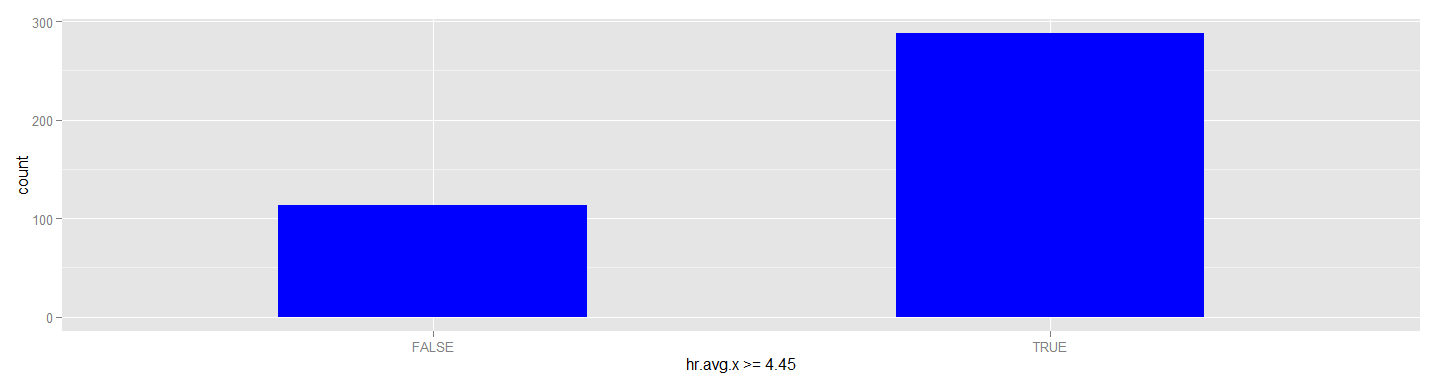 300
200
100
0
count
FALSE
TRUE
hr.avg.x >= 4.45